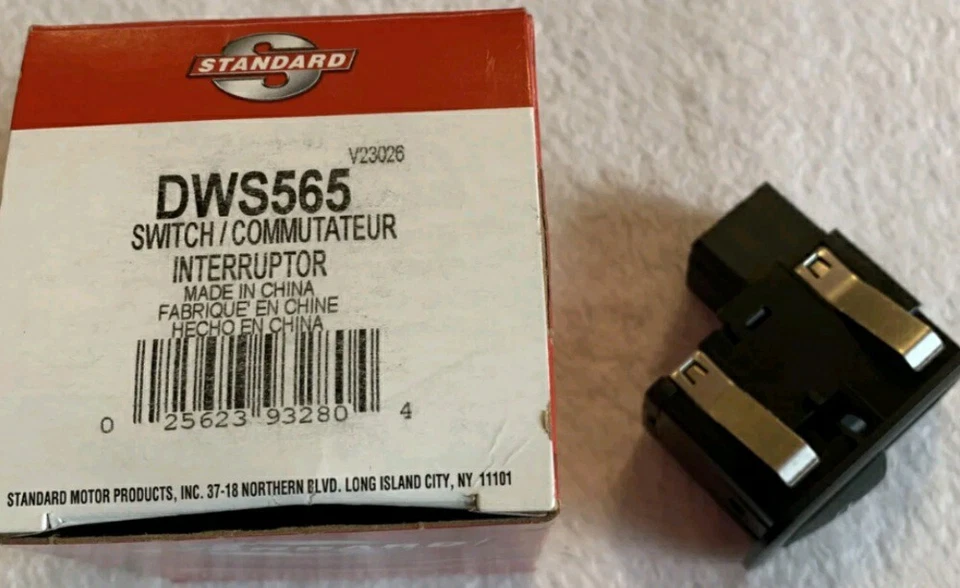 STANDARD
V23026
DWS565
SWITCH / COMMUTATEUR
INTERRUPTOR
MADE IN CHINA
FABRIQUE' EN CHINE
HECHO EN CHINA
0 25623 93280 4
STANDARD MOTOR PRODUCTS, INC. 37-18 NORTHERN BLVD. LONG ISLAND CITY, NY 11101